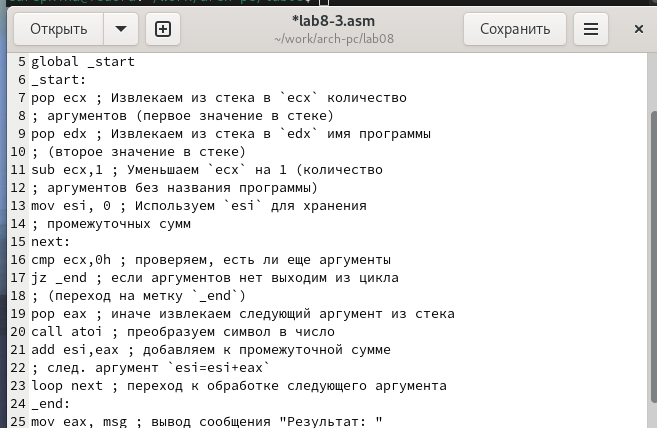 Открыть
*lab8-3.asm
~/work/arch-pc/lab08
Сохранить
5 global _start
6 _start:
7 pop ecx ; Извлекаем из стека в `ecx` количество
8 ; аргументов (первое значение в стеке)
9 pop edx ; Извлекаем из стека в `edx` имя программы
10 ; (второе значение в стеке)
11 sub ecx,1 ; Уменьшаем `ecx` на 1 (количество
12 ; аргументов без названия программы)
13 mov esi, 0 ; Используем `esi` для хранения
14 ; промежуточных сумм
15 next:
16 cmp ecx,0h ; проверяем, есть ли еще аргументы
17 jz _end ; если аргументов нет выходим из цикла
18 ; (переход на метку `_end`)
19 pop eax ; иначе извлекаем следующий аргумент из стека
20 call atoi ; преобразуем символ в число
21 add esi,eax ; добавляем к промежуточной сумме
22 ; след. аргумент `esi=esi+eax`
23 loop next ; переход к обработке следующего аргумента
24 _end:
25 mov eax, msg ; вывод сообщения "Результат: "